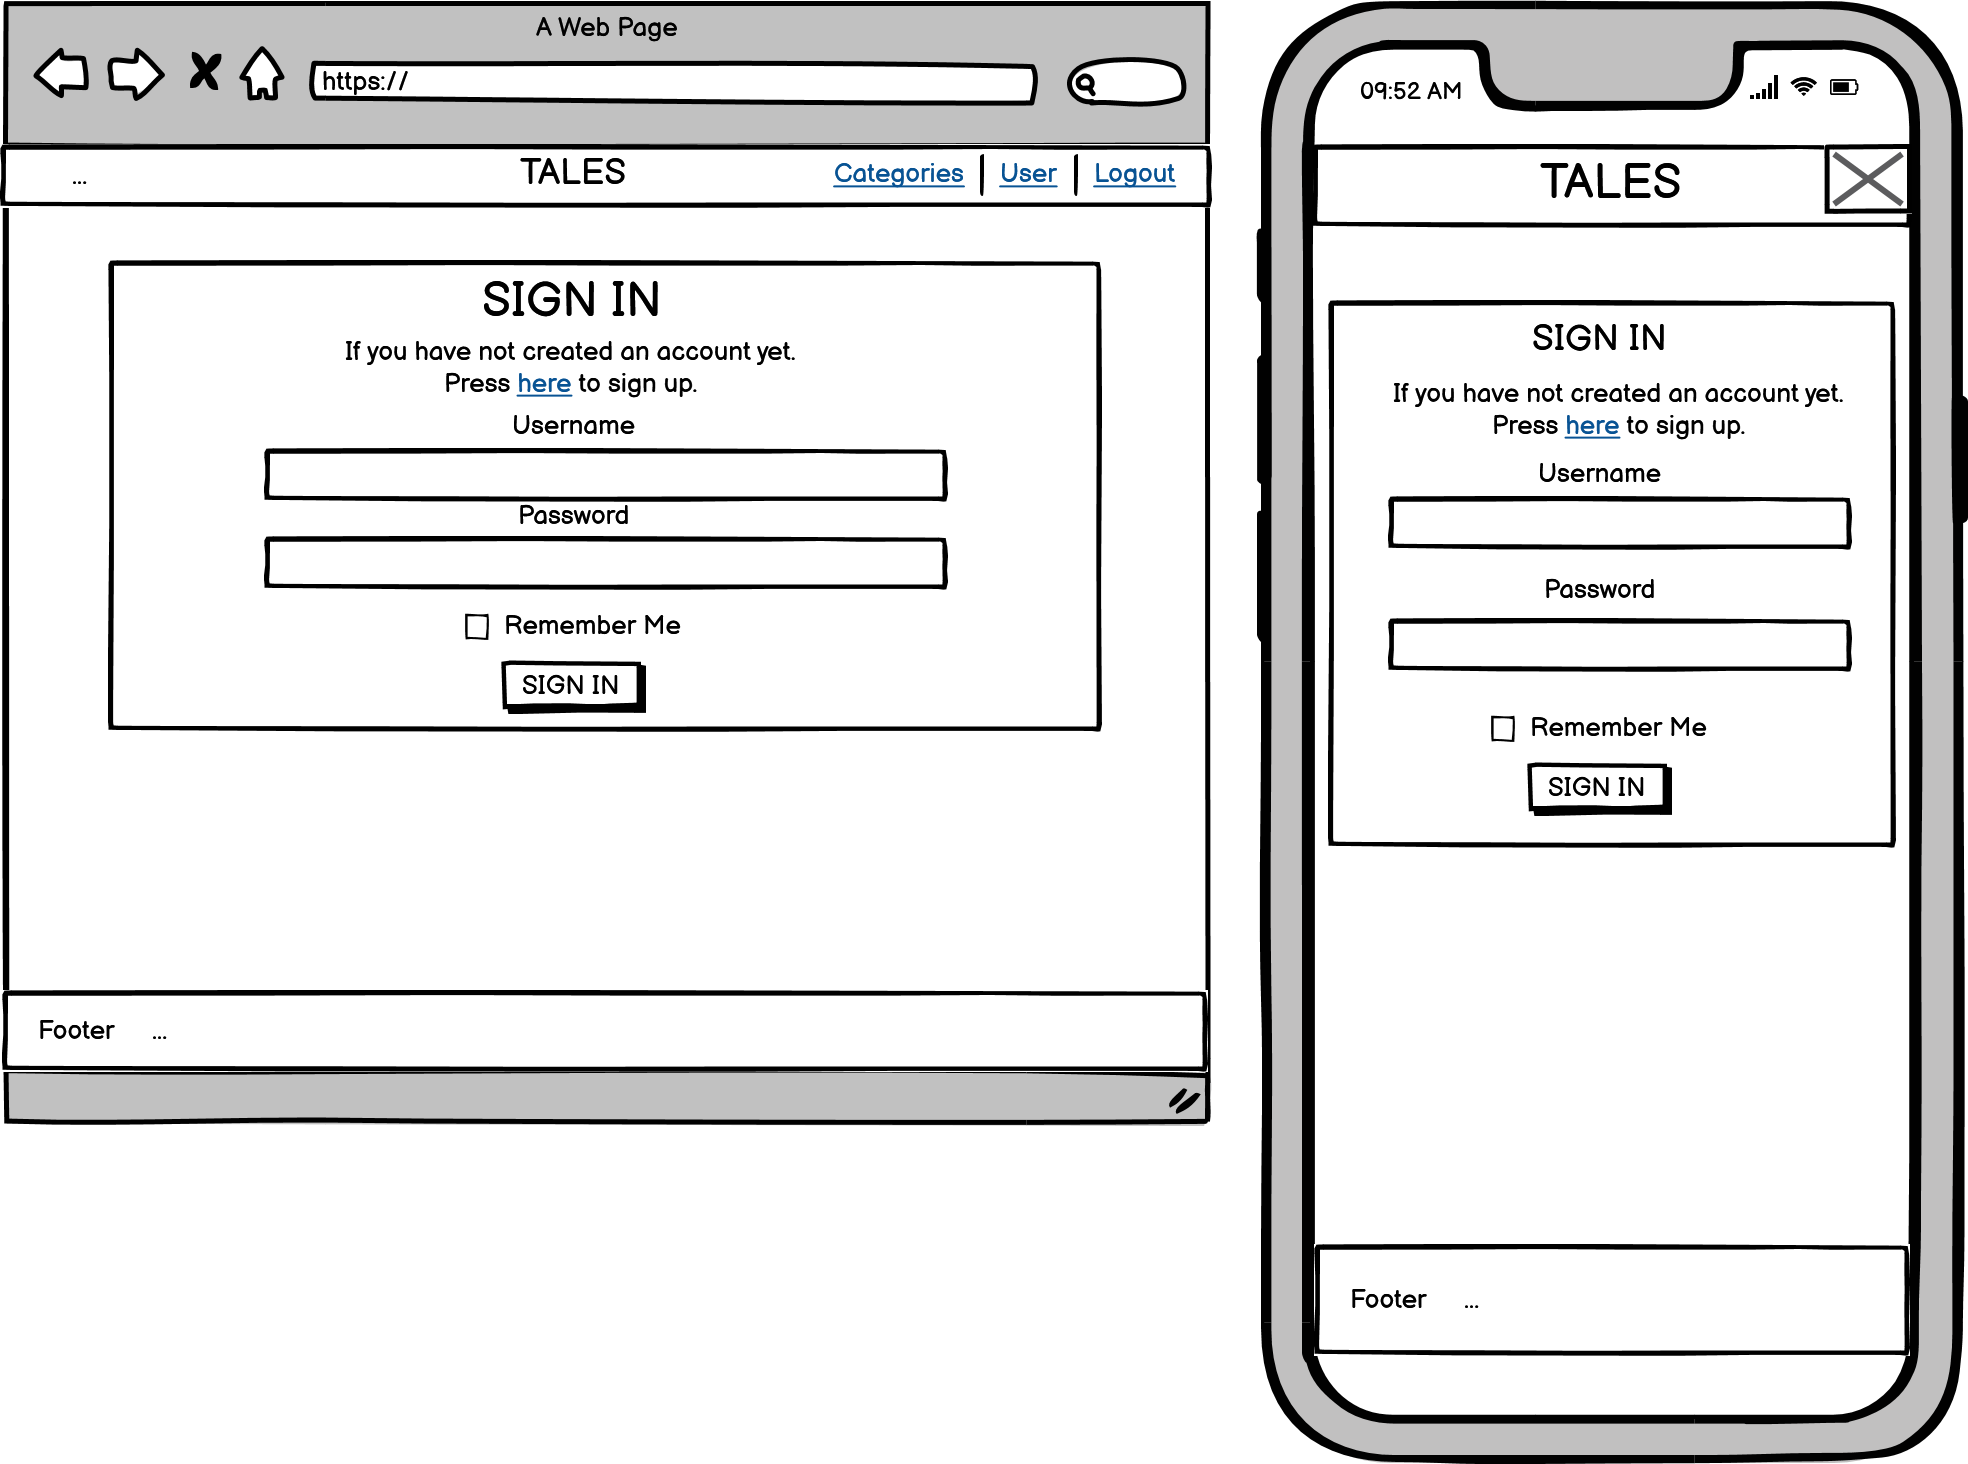 A Web Page
https://
... TALES Categories User Logout
SIGN IN
If you have not created an account yet.
Press here to sign up.
Username
Password
Remember Me
SIGN IN
Footer ...
09:52 AM
TALES
SIGN IN
If you have not created an account yet.
Press here to sign up.
Username
Password
Remember Me
SIGN IN
Footer ...